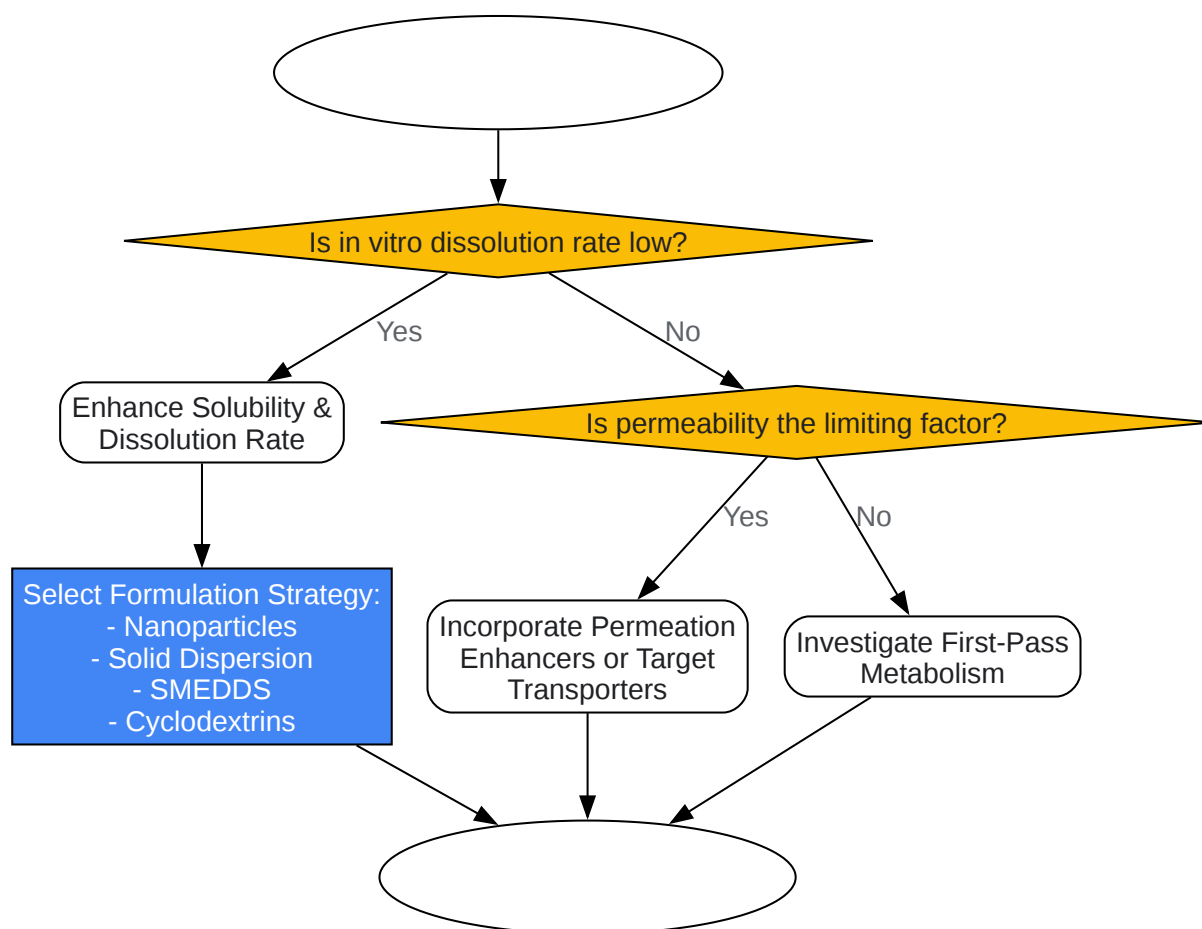 Is in vitro dissolution rate low?
Yes
No
Enhance Solubility &
Dissolution Rate
Is permeability the limiting factor?
Yes
No
Select Formulation Strategy:
- Nanoparticles
- Solid Dispersion
- SMEDDS
- Cyclodextrins
Incorporate Permeation
Enhancers or Target
Transporters
Investigate First-Pass
Metabolism